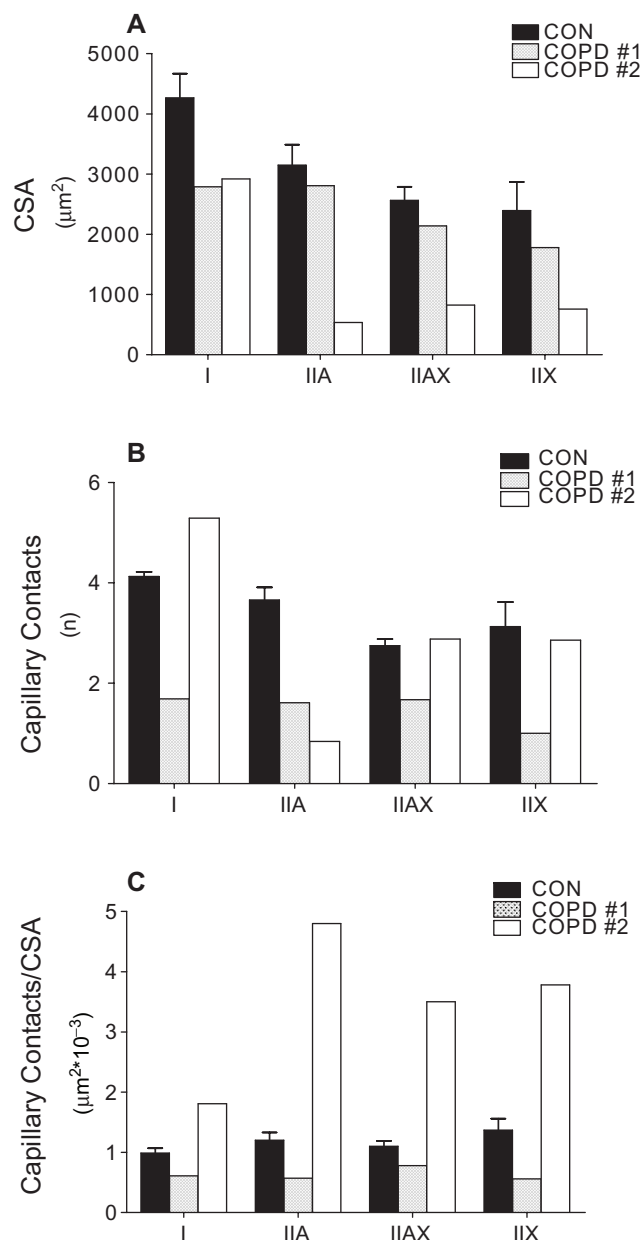 A
CON
COPD #1
COPD #2
5000
4000
3000
2000
1000
0
CSA
(μm²)
I IIA IIAX IIX
B
CON
COPD #1
COPD #2
6
4
2
0
Capillary Contacts
(n)
I IIA IIAX IIX
C
CON
COPD #1
COPD #2
5
4
3
2
1
0
Capillary Contacts/CSA
(μm²*10⁻³)
I IIA IIAX IIX